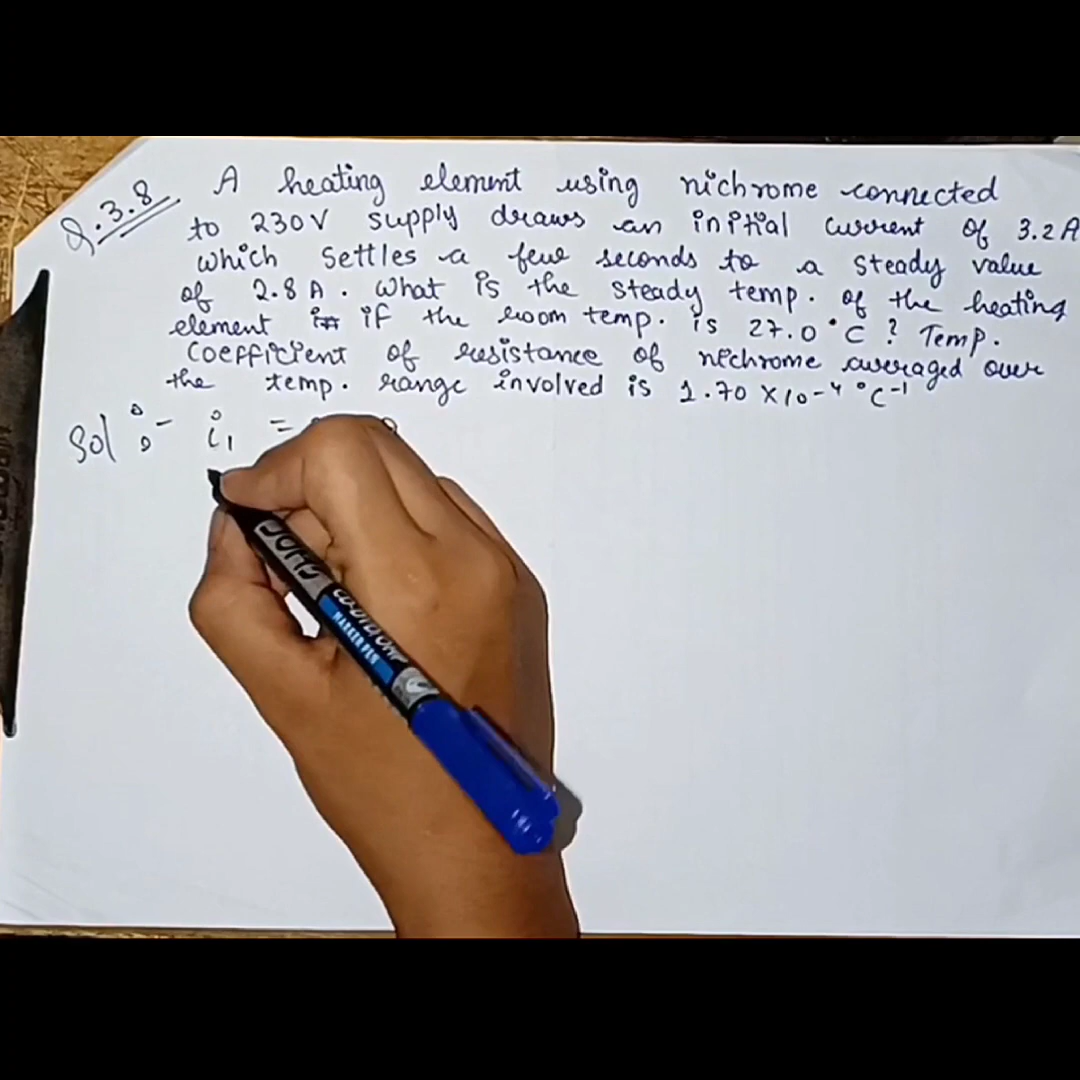 Q.3.8 A heating element using nichrome connected
to 230V supply draws an initial current of 3.2A
which settles a few seconds to a steady value
of 2.8 A. What is the steady temp. of the heating
element if the room temp. is 27.0 °C ? Temp.
Coefficient of resistance of nichrome averaged over
the temp. range involved is 1.70 ×10-4 °C-1
Sol :- i1 =
MARKER PEN